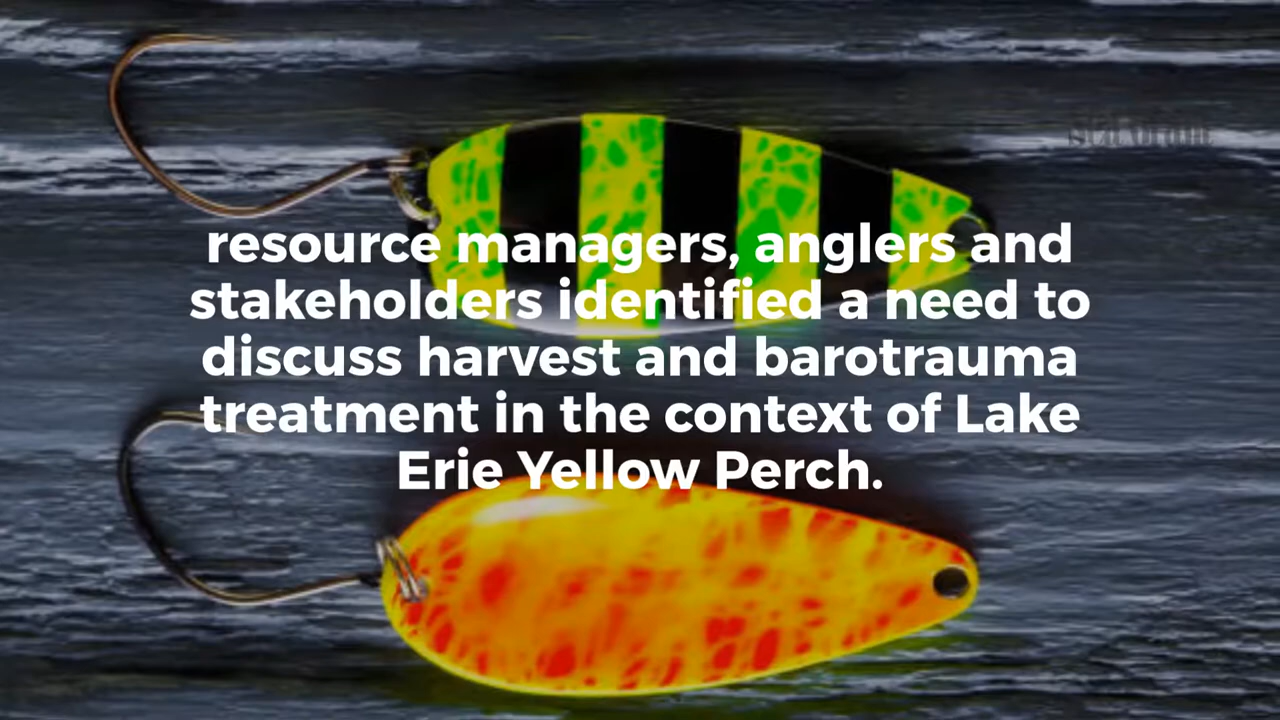 resource managers, anglers and
stakeholders identified a need to
discuss harvest and barotrauma
treatment in the context of Lake
Erie Yellow Perch.